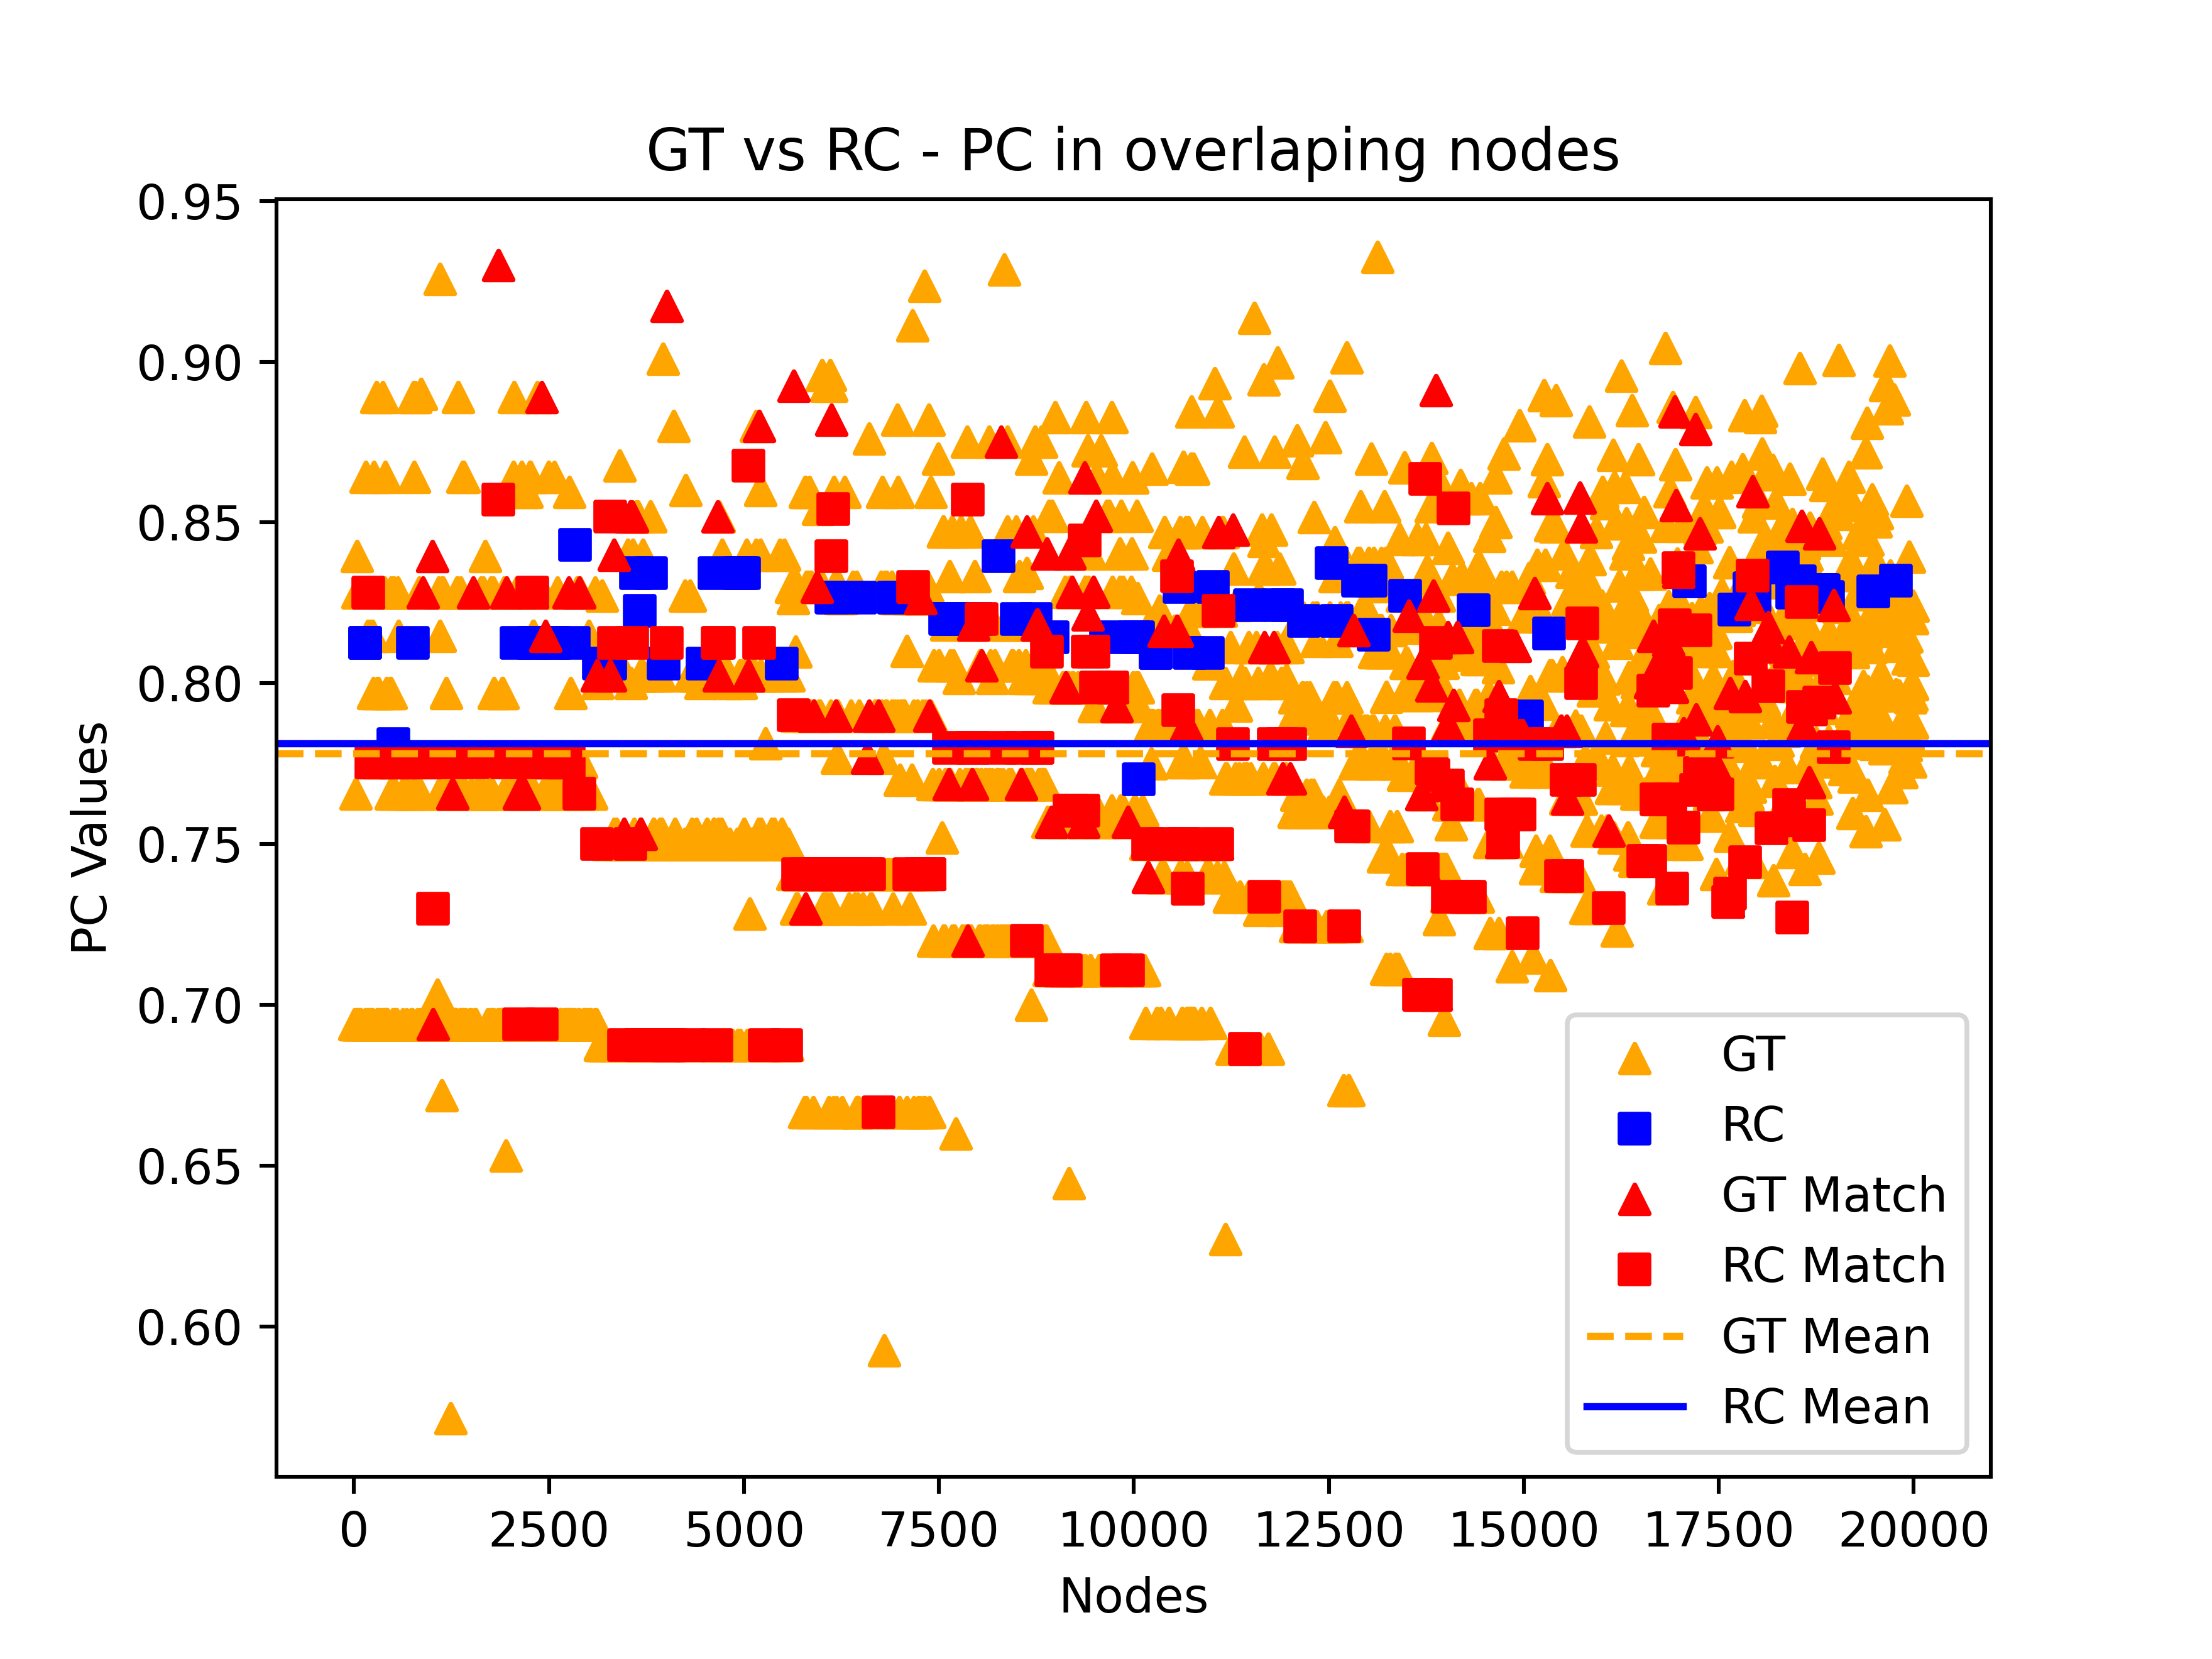 GT vs RC - PC in overlaping nodes
0.95
0.90
0.85
0.80
0.75
0.70
0.65
0.60
PC Values
GT
RC
GT Match
RC Match
GT Mean
RC Mean
0 2500 5000 7500 10000 12500 15000 17500 20000
Nodes